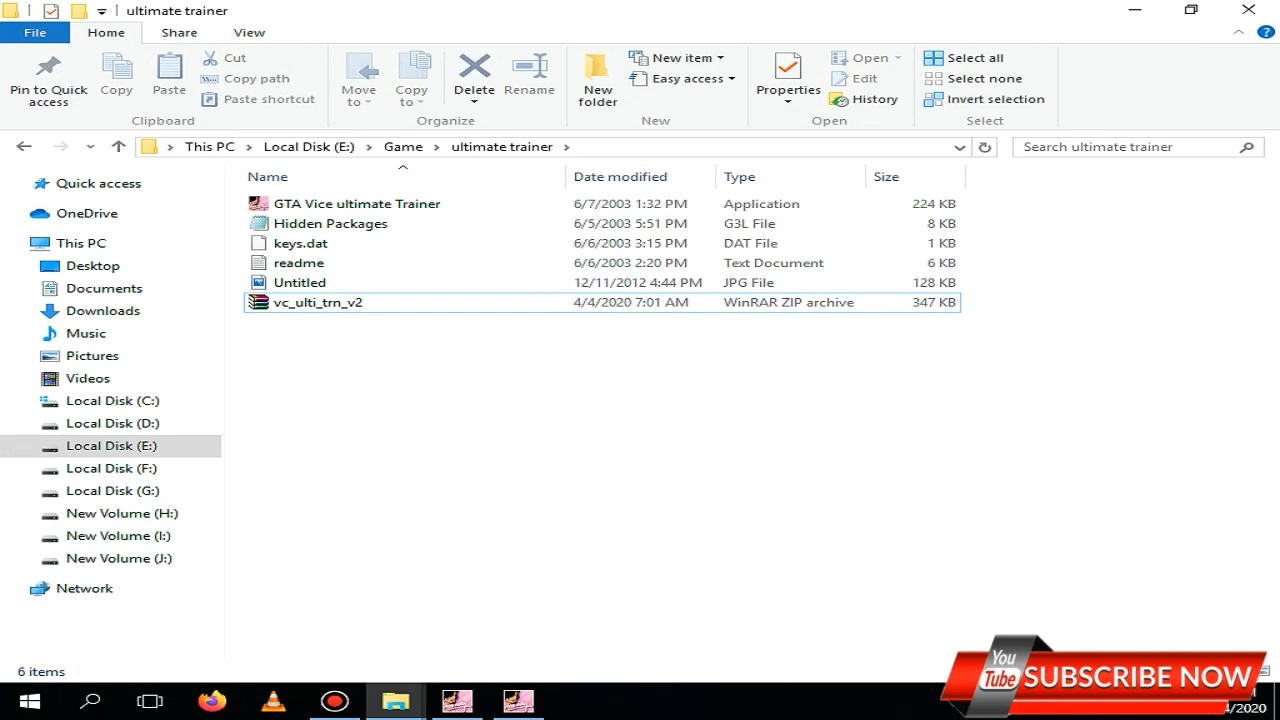 ultimate trainer
File Home Share View
Pin to Quick access
Copy
Paste
Cut
Copy path
Paste shortcut
Clipboard
Move to
Copy to
Delete
Rename
Organize
New folder
New item
Easy access
New
Properties
Open
Edit
History
Open
Select all
Select none
Invert selection
Select
This PC Local Disk (E:) Game ultimate trainer
Search ultimate trainer
Quick access
OneDrive
This PC
Desktop
Documents
Downloads
Music
Pictures
Videos
Local Disk (C:)
Local Disk (D:)
Local Disk (E:)
Local Disk (F:)
Local Disk (G:)
New Volume (H:)
New Volume (I:)
New Volume (J:)
Network
Name Date modified Type Size
GTA Vice ultimate Trainer 6/7/2003 1:32 PM Application 224 KB
Hidden Packages 6/5/2003 5:51 PM G3L File 8 KB
keys.dat 6/6/2003 3:15 PM DAT File 1 KB
readme 6/6/2003 2:20 PM Text Document 6 KB
Untitled 12/11/2012 4:44 PM JPG File 128 KB
vc_ulti_trn_v2 4/4/2020 7:01 AM WinRAR ZIP archive 347 KB
6 items
You Tube SUBSCRIBE NOW
4/2020